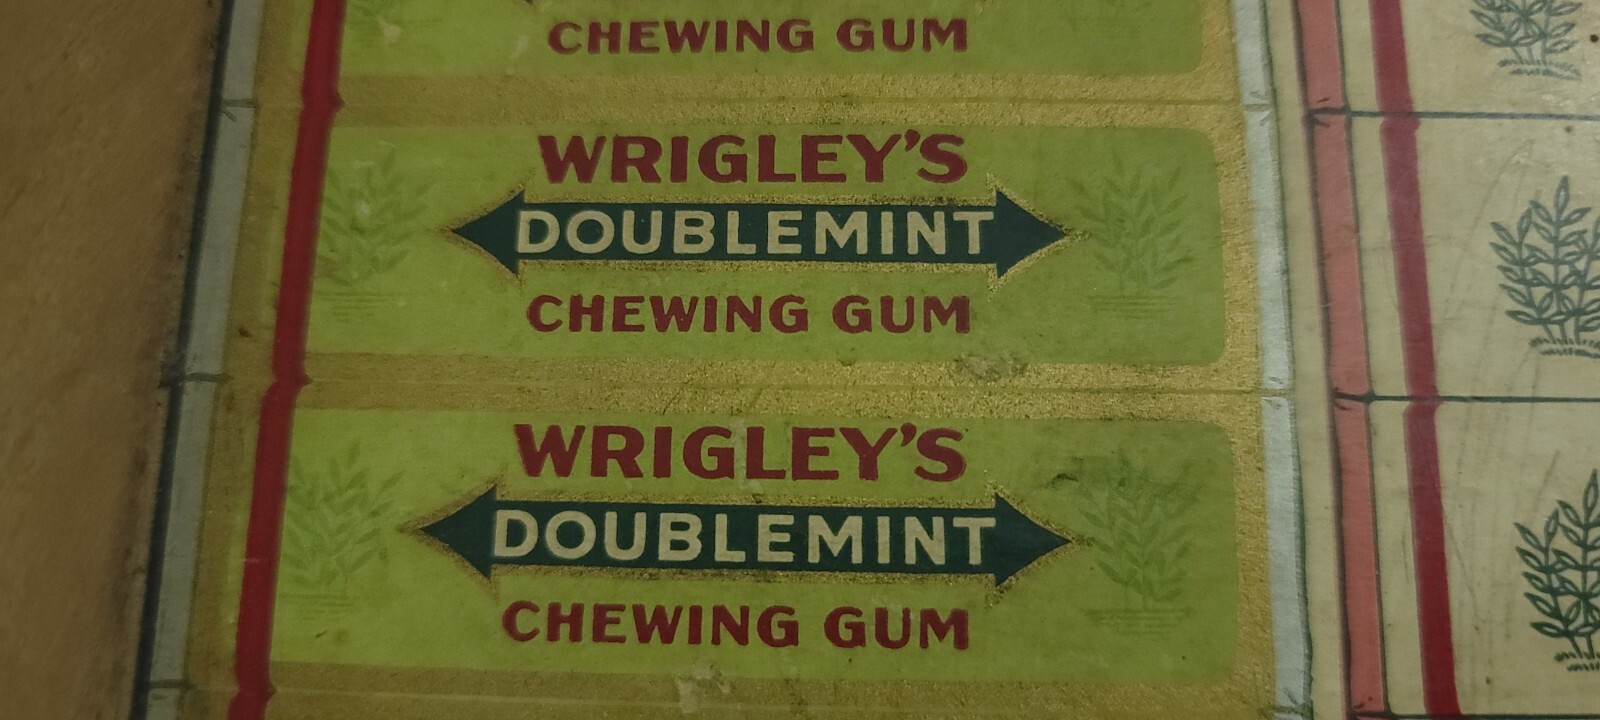 CHEWING GUM
WRIGLEY'S
DOUBLEMINT
CHEWING GUM
WRIGLEY'S
DOUBLEMINT
CHEWING GUM